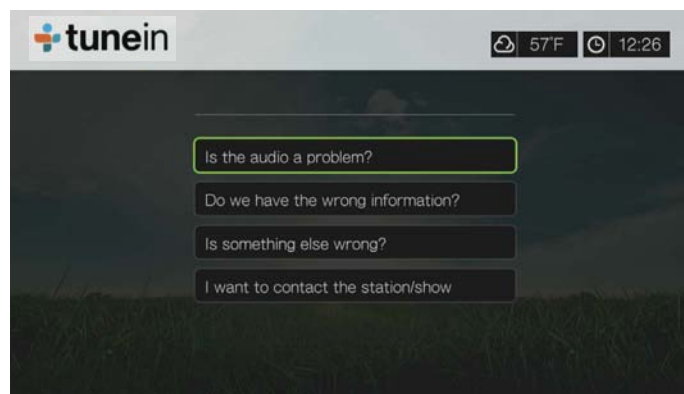 tunein
57°F
12:26
Is the audio a problem?
Do we have the wrong information?
Is something else wrong?
I want to contact the station/show